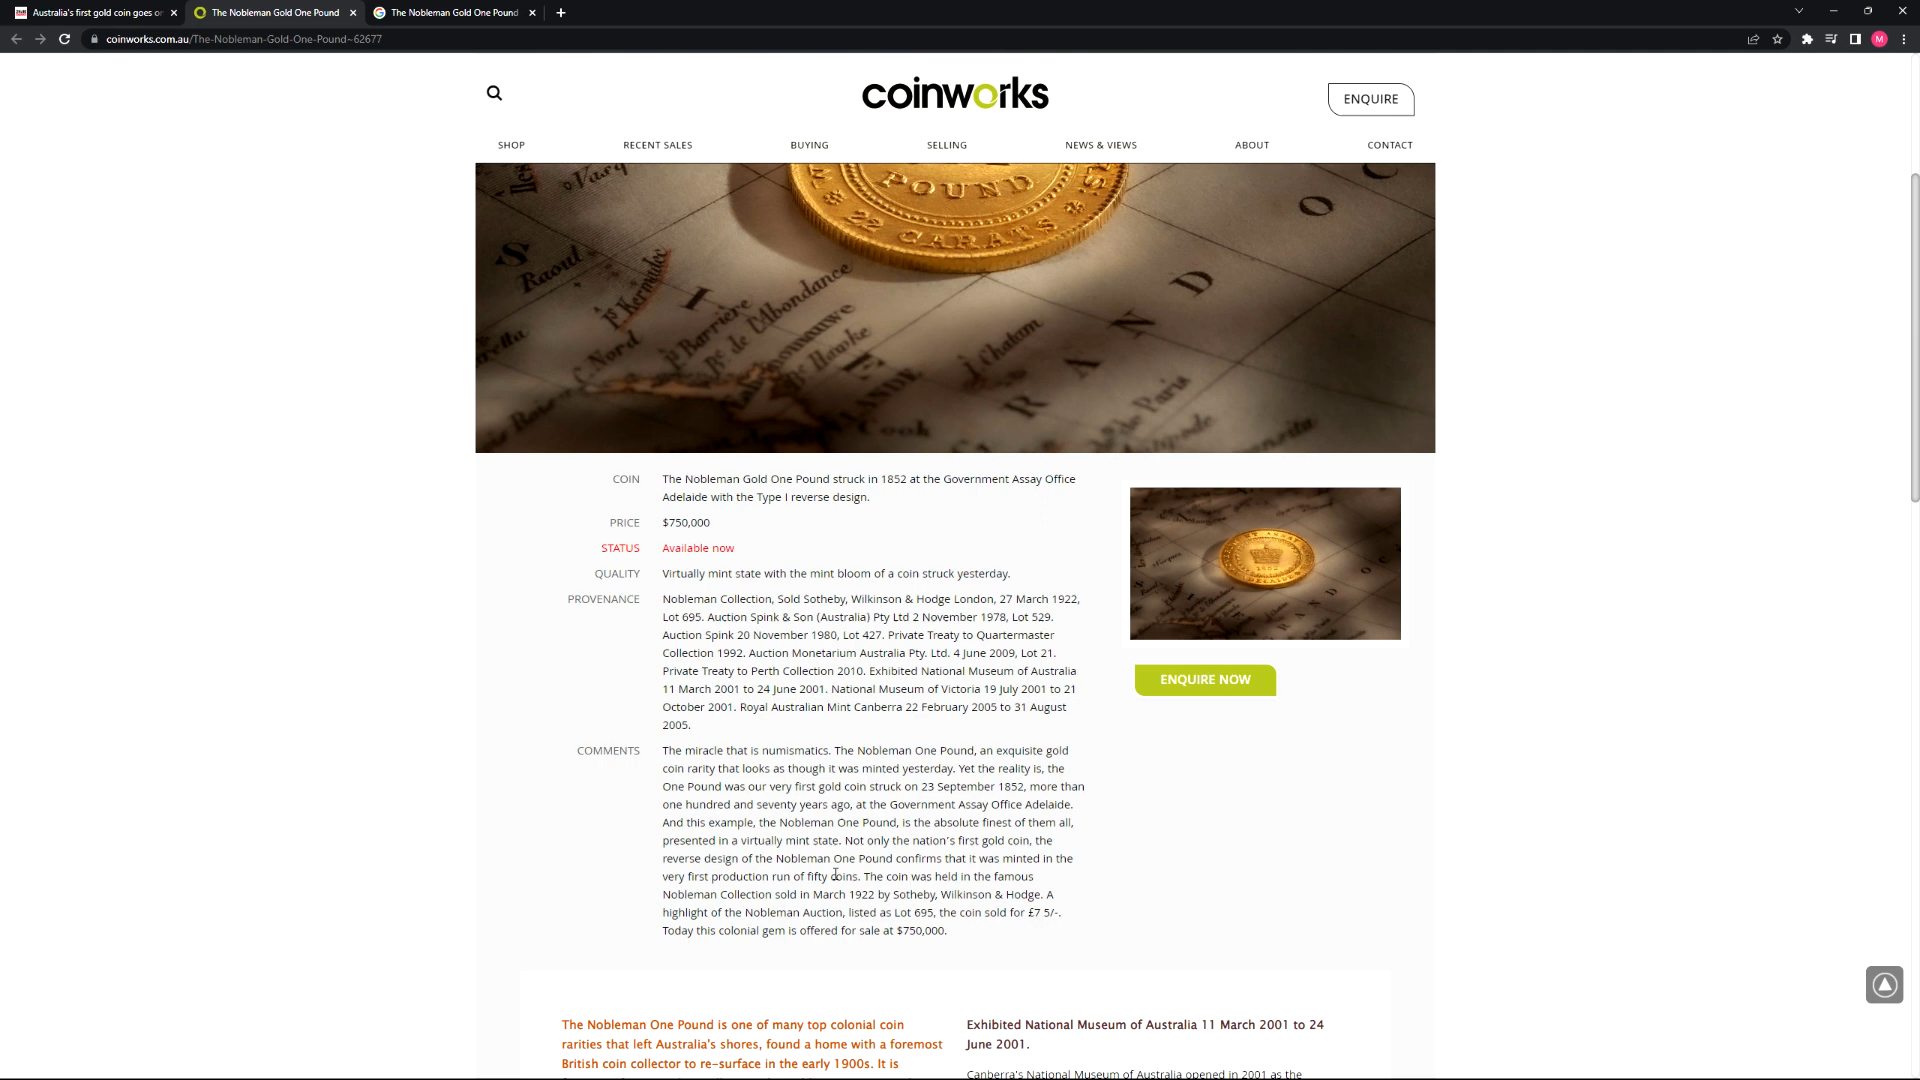 Australia's first gold coin goes o
The Nobleman Gold One Pound
The Nobleman Gold One Pound
coinworks.com.au/The-Nobleman-Gold-One-Pound~62677
M
coinworks
ENQUIRE
SHOP
RECENT SALES
BUYING
SELLING
NEWS & VIEWS
ABOUT
CONTACT
POUND
22 CARATS
Raoul
I. Kermadec
la Barrière
B. de l'Abondance
C. Nord
I. Chatam
Cook
COIN
The Nobleman Gold One Pound struck in 1852 at the Government Assay Office
Adelaide with the Type I reverse design.
PRICE
$750,000
STATUS
Available now
QUALITY
Virtually mint state with the mint bloom of a coin struck yesterday.
PROVENANCE
Nobleman Collection, Sold Sotheby, Wilkinson & Hodge London, 27 March 1922,
Lot 695. Auction Spink & Son (Australia) Pty Ltd 2 November 1978, Lot 529.
Auction Spink 20 November 1980, Lot 427. Private Treaty to Quartermaster
Collection 1992. Auction Monetarium Australia Pty. Ltd. 4 June 2009, Lot 21.
Private Treaty to Perth Collection 2010. Exhibited National Museum of Australia
11 March 2001 to 24 June 2001. National Museum of Victoria 19 July 2001 to 21
October 2001. Royal Australian Mint Canberra 22 February 2005 to 31 August
2005.
ENQUIRE NOW
COMMENTS
The miracle that is numismatics. The Nobleman One Pound, an exquisite gold
coin rarity that looks as though it was minted yesterday. Yet the reality is, the
One Pound was our very first gold coin struck on 23 September 1852, more than
one hundred and seventy years ago, at the Government Assay Office Adelaide.
And this example, the Nobleman One Pound, is the absolute finest of them all,
presented in a virtually mint state. Not only the nation's first gold coin, the
reverse design of the Nobleman One Pound confirms that it was minted in the
very first production run of fifty coins. The coin was held in the famous
Nobleman Collection sold in March 1922 by Sotheby, Wilkinson & Hodge. A
highlight of the Nobleman Auction, listed as Lot 695, the coin sold for £7 5/-.
Today this colonial gem is offered for sale at $750,000.
The Nobleman One Pound is one of many top colonial coin
rarities that left Australia's shores, found a home with a foremost
British coin collector to re-surface in the early 1900s. It is
Exhibited National Museum of Australia 11 March 2001 to 24
June 2001.
Canberra's National Museum of Australia opened in 2001 as the